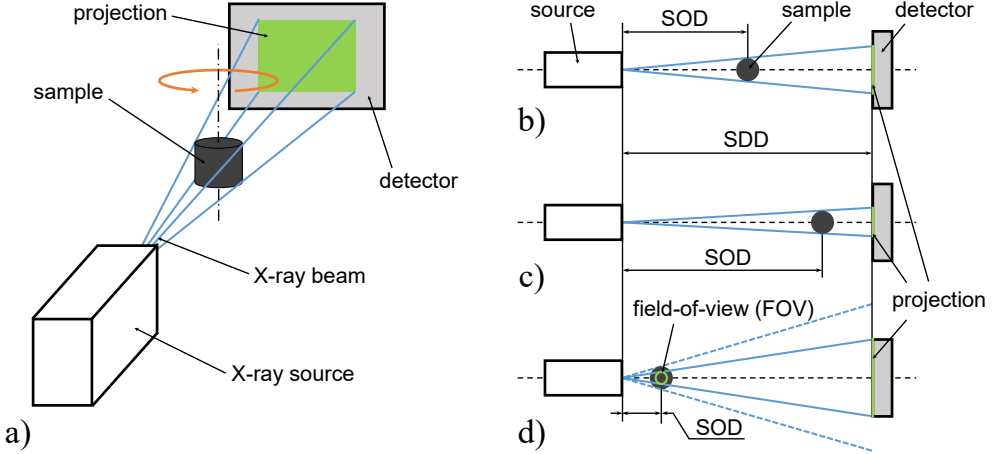 projection
sample
detector
X-ray beam
X-ray source
a)
source
SOD
sample
detector
b)
SDD
SOD
c)
projection
field-of-view (FOV)
SOD
d)